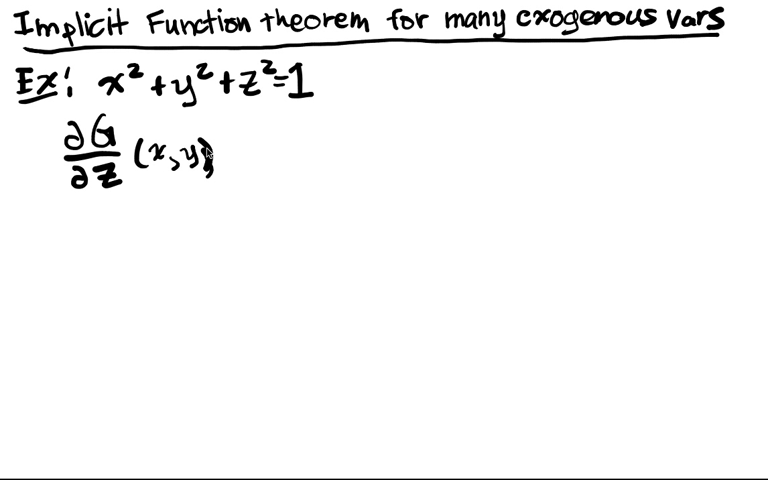 Implicit Function theorem for many exogenous vars
Ex: x² + y² + z² = 1
∂G/∂z (x, y,